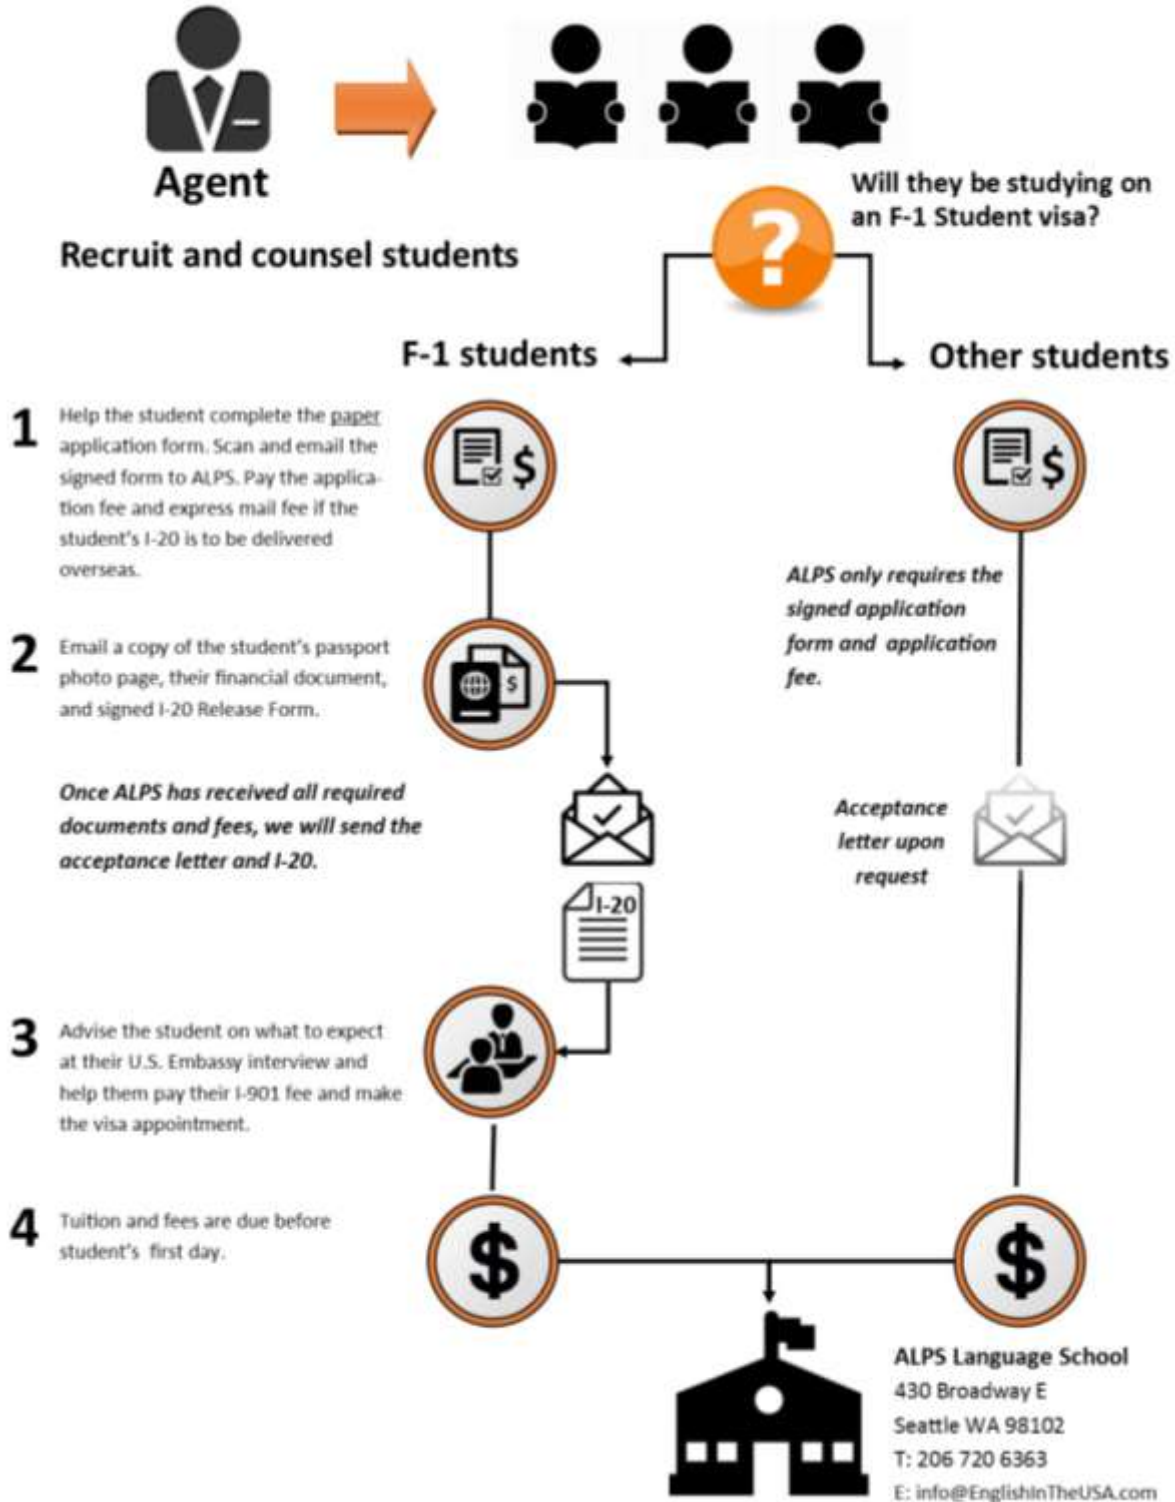 Agent
Recruit and counsel students
Will they be studying on
an F-1 Student visa?
F-1 students
Other students
1
Help the student complete the paper
application form. Scan and email the
signed form to ALPS. Pay the applica-
tion fee and express mail fee if the
student's I-20 is to be delivered
overseas.
$
$
ALPS only requires the
signed application
form and application
fee.
2
Email a copy of the student's passport
photo page, their financial document,
and signed I-20 Release Form.
$
Once ALPS has received all required
documents and fees, we will send the
acceptance letter and I-20.
Acceptance
letter upon
request
I-20
3
Advise the student on what to expect
at their U.S. Embassy interview and
help them pay their I-901 fee and make
the visa appointment.
4
Tuition and fees are due before
student's first day.
$
$
ALPS Language School
430 Broadway E
Seattle WA 98102
T: 206 720 6363
E: info@EnglishInTheUSA.com